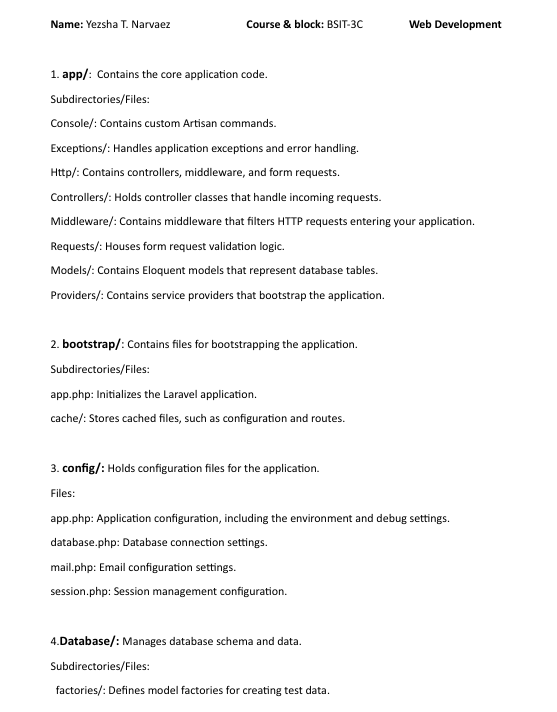 Name: Yezsha T. Narvaez Course & block: BSIT-3C Web Development
1. app/: Contains the core application code.
Subdirectories/Files:
Console/: Contains custom Artisan commands.
Exceptions/: Handles application exceptions and error handling.
Http/: Contains controllers, middleware, and form requests.
Controllers/: Holds controller classes that handle incoming requests.
Middleware/: Contains middleware that filters HTTP requests entering your application.
Requests/: Houses form request validation logic.
Models/: Contains Eloquent models that represent database tables.
Providers/: Contains service providers that bootstrap the application.
2. bootstrap/: Contains files for bootstrapping the application.
Subdirectories/Files:
app.php: Initializes the Laravel application.
cache/: Stores cached files, such as configuration and routes.
3. config/: Holds configuration files for the application.
Files:
app.php: Application configuration, including the environment and debug settings.
database.php: Database connection settings.
mail.php: Email configuration settings.
session.php: Session management configuration.
4.Database/: Manages database schema and data.
Subdirectories/Files:
factories/: Defines model factories for creating test data.